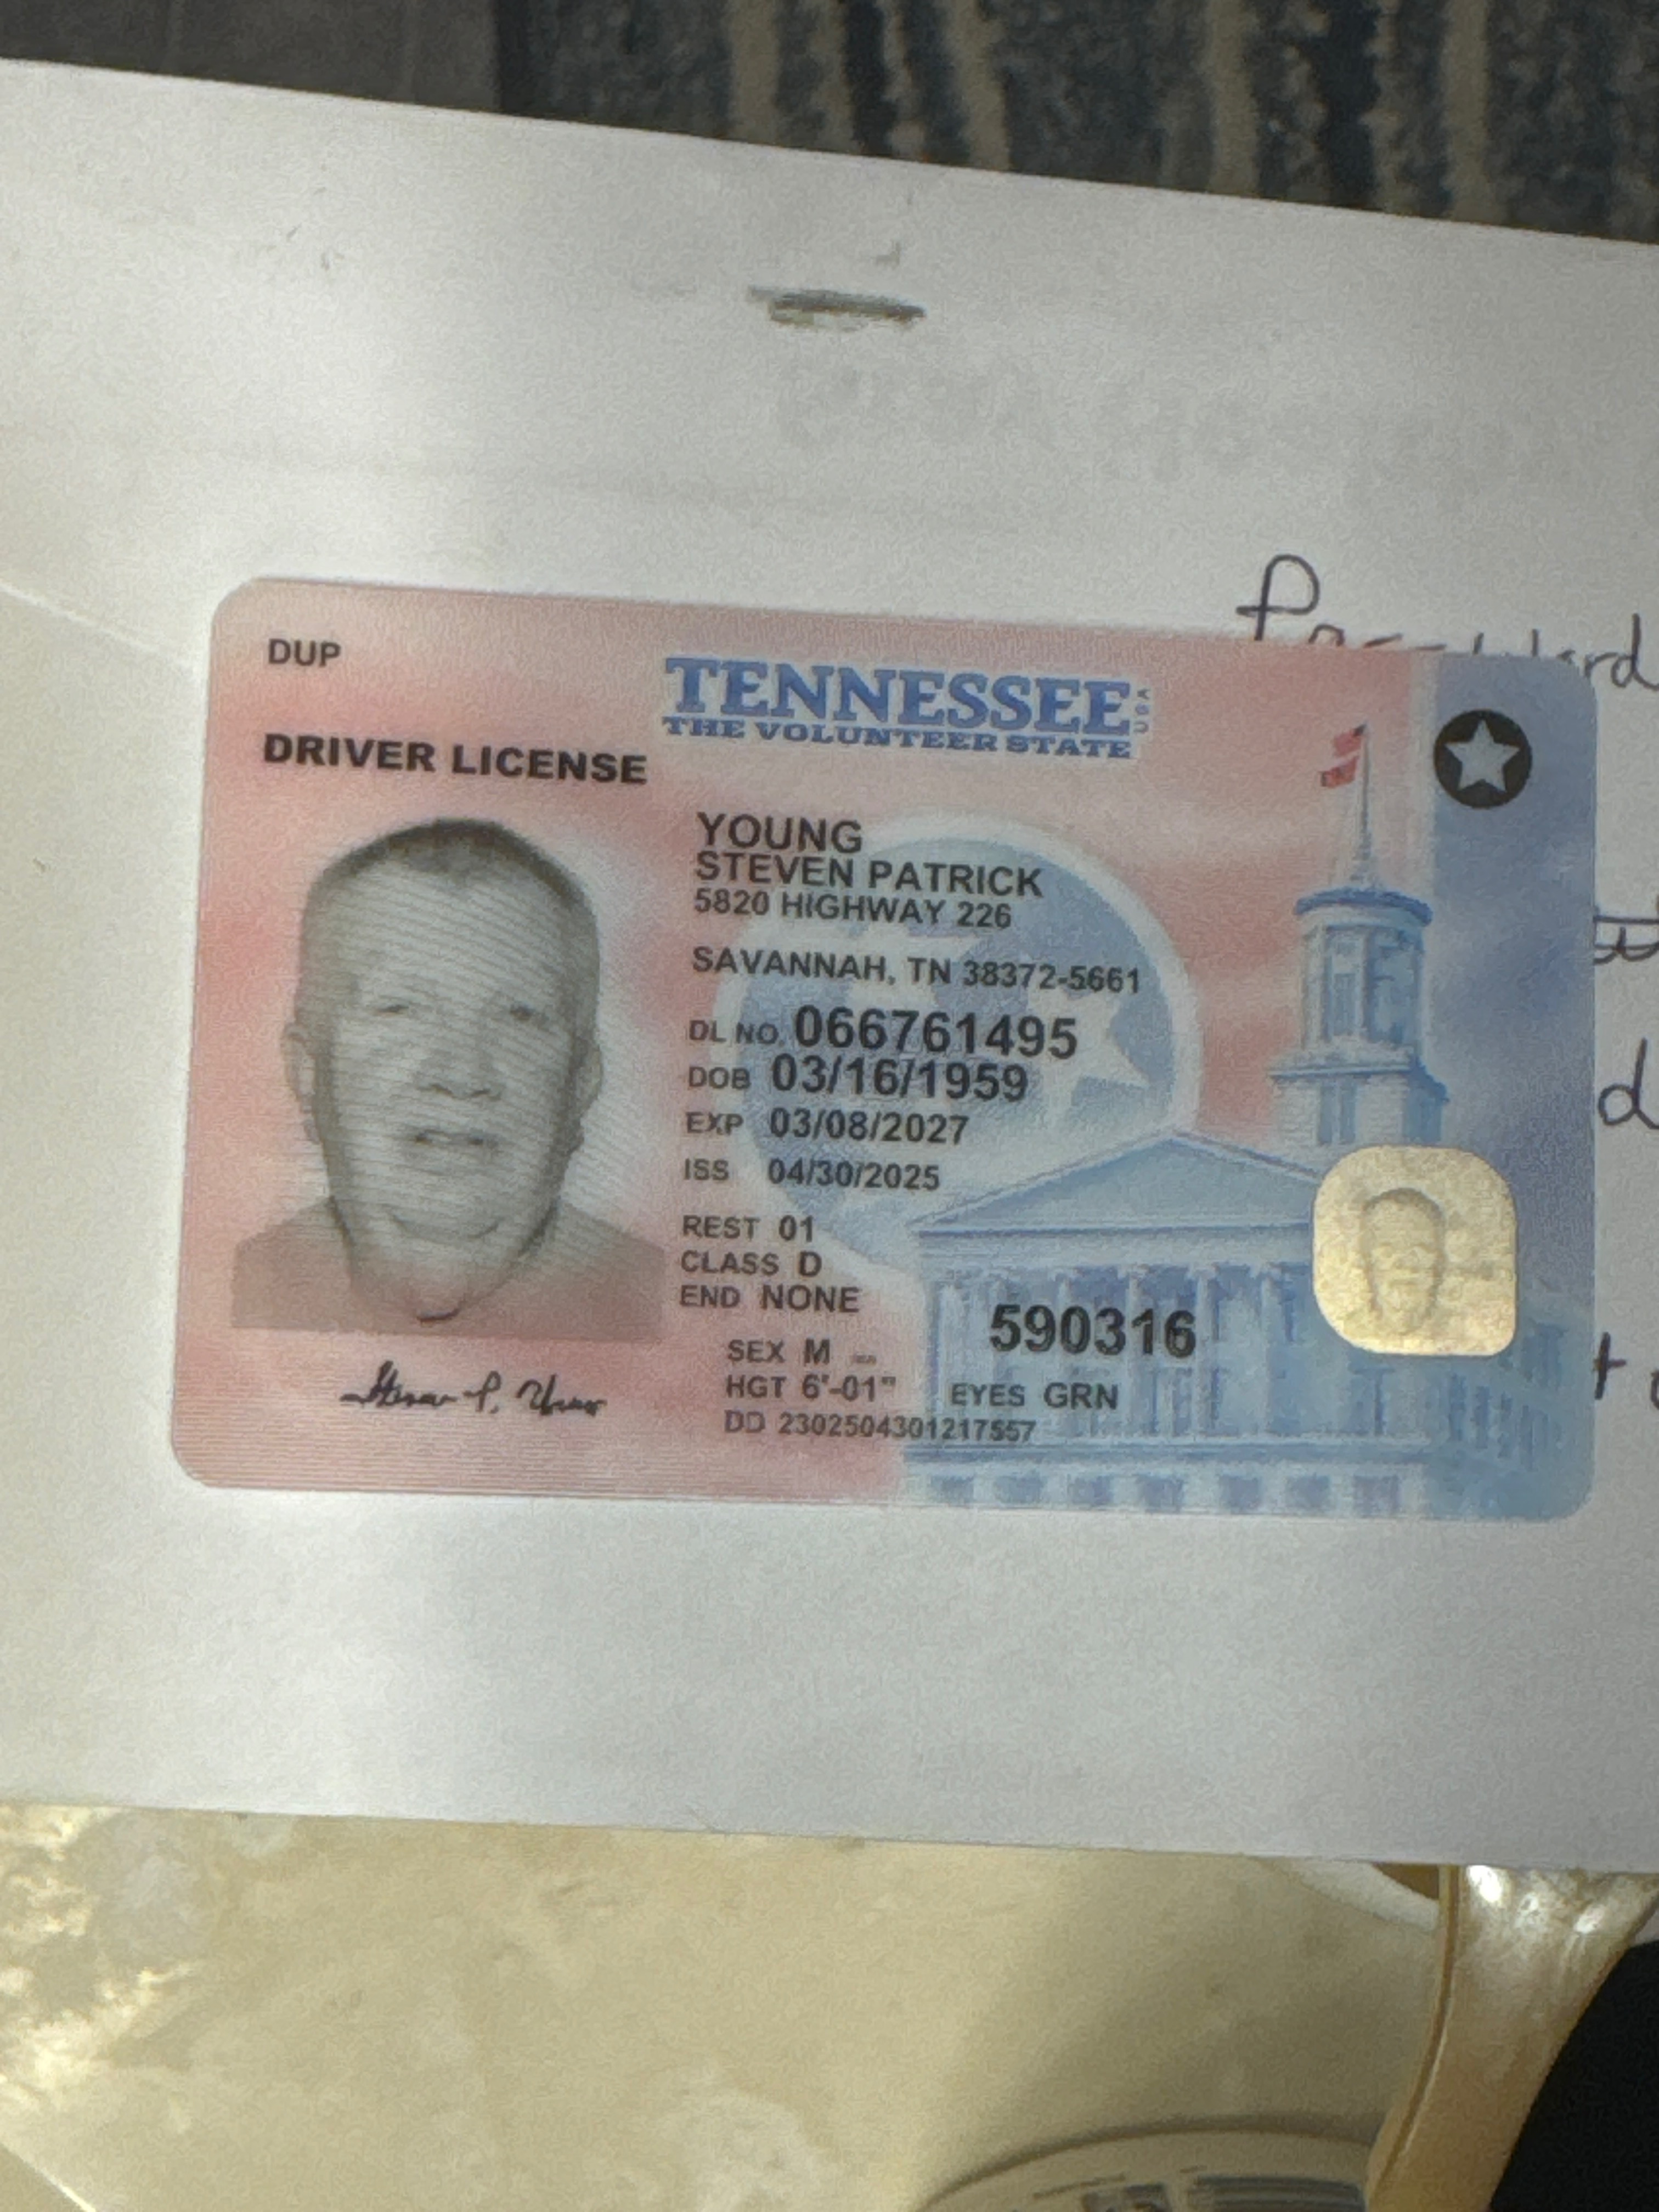 DUP
TENNESSEE
THE VOLUNTEER STATE
DRIVER LICENSE
YOUNG
STEVEN PATRICK
5820 HIGHWAY 226
SAVANNAH, TN 38372-5661
DL NO. 066761495
DOB 03/16/1959
EXP 03/08/2027
ISS 04/30/2025
REST 01
CLASS D
END NONE
590316
SEX M
HGT 6'-01" EYES GRN
DD 2302504301217557